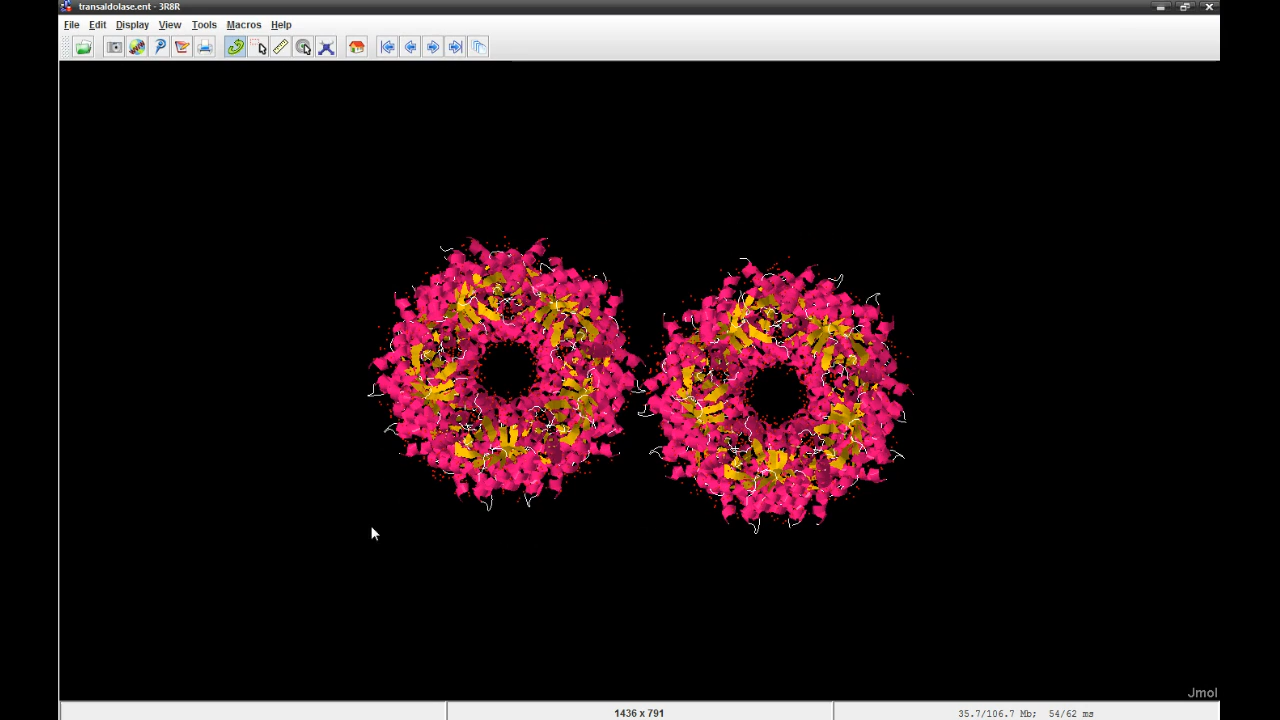 transaldolase.ent - 3R8R
File Edit Display View Tools Macros Help
Jmol
1436 x 791
35.7/106.7 Mb; 54/62 ms